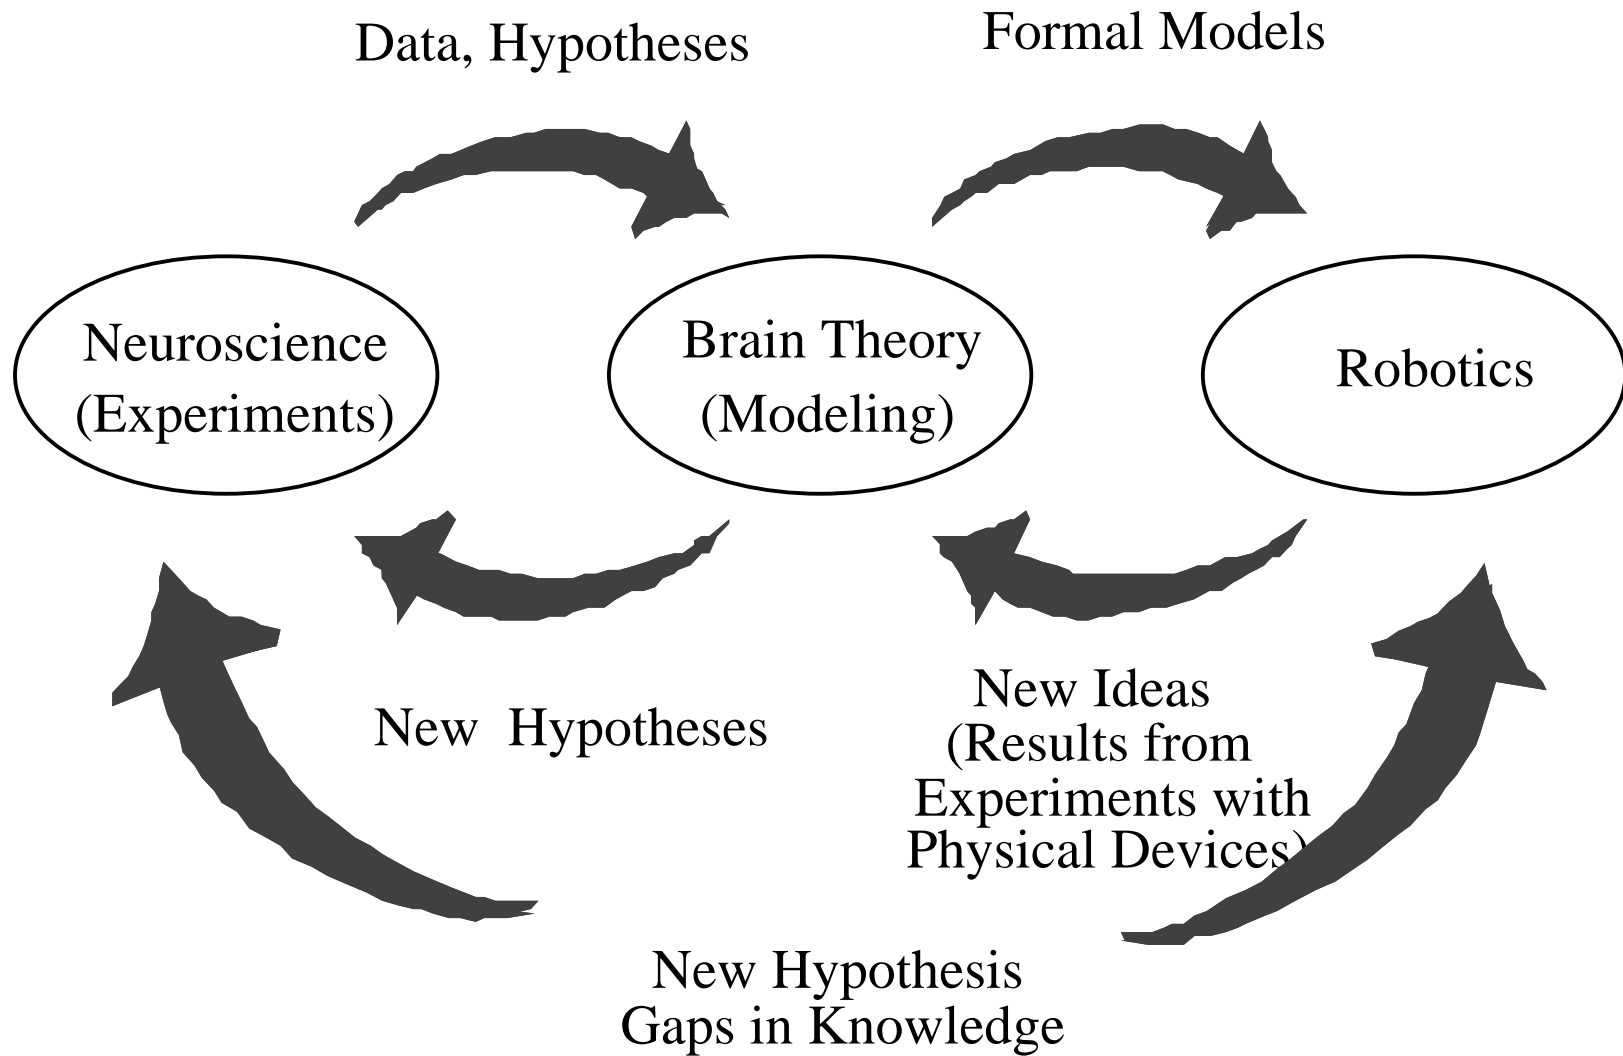 Data, Hypotheses
Formal Models
Neuroscience
(Experiments)
Brain Theory
(Modeling)
Robotics
New Hypotheses
New Ideas
(Results from
Experiments with
Physical Devices)
New Hypothesis
Gaps in Knowledge